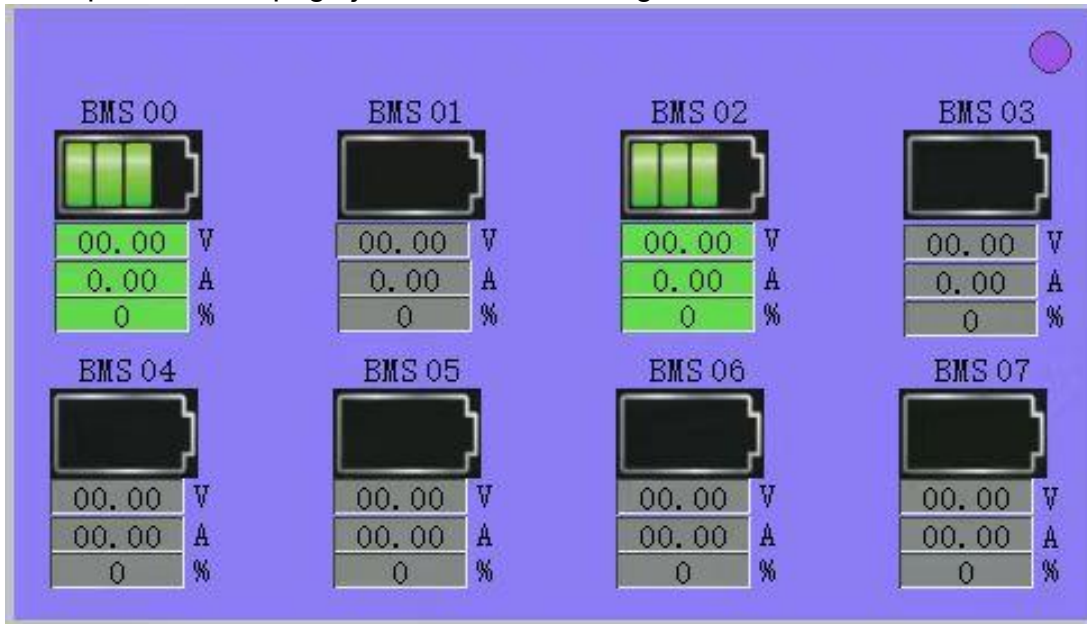 BMS 00 BMS 01 BMS 02 BMS 03
00.00 V 00.00 V 00.00 V 00.00 V
0.00 A 0.00 A 0.00 A 0.00 A
0 % 0 % 0 % 0 %
BMS 04 BMS 05 BMS 06 BMS 07
00.00 V 00.00 V 00.00 V 00.00 V
00.00 A 00.00 A 00.00 A 00.00 A
0 % 0 % 0 % 0 %